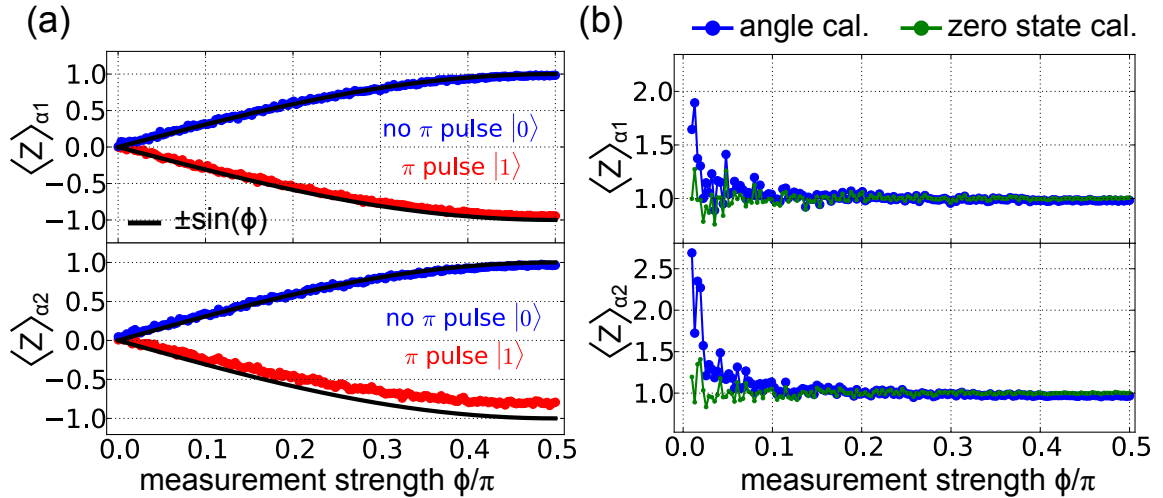 (a)
1.0
0.5
0.0
−0.5
−1.0
⟨Z⟩α1
no π pulse |0⟩
π pulse |1⟩
±sin(ϕ)
1.0
0.5
0.0
−0.5
−1.0
⟨Z⟩α2
no π pulse |0⟩
π pulse |1⟩
0.0 0.1 0.2 0.3 0.4 0.5
measurement strength ϕ/π
(b)
angle cal. zero state cal.
2.0
1.5
1.0
⟨Z⟩α1
2.5
2.0
1.5
1.0
⟨Z⟩α2
0.0 0.1 0.2 0.3 0.4 0.5
measurement strength ϕ/π